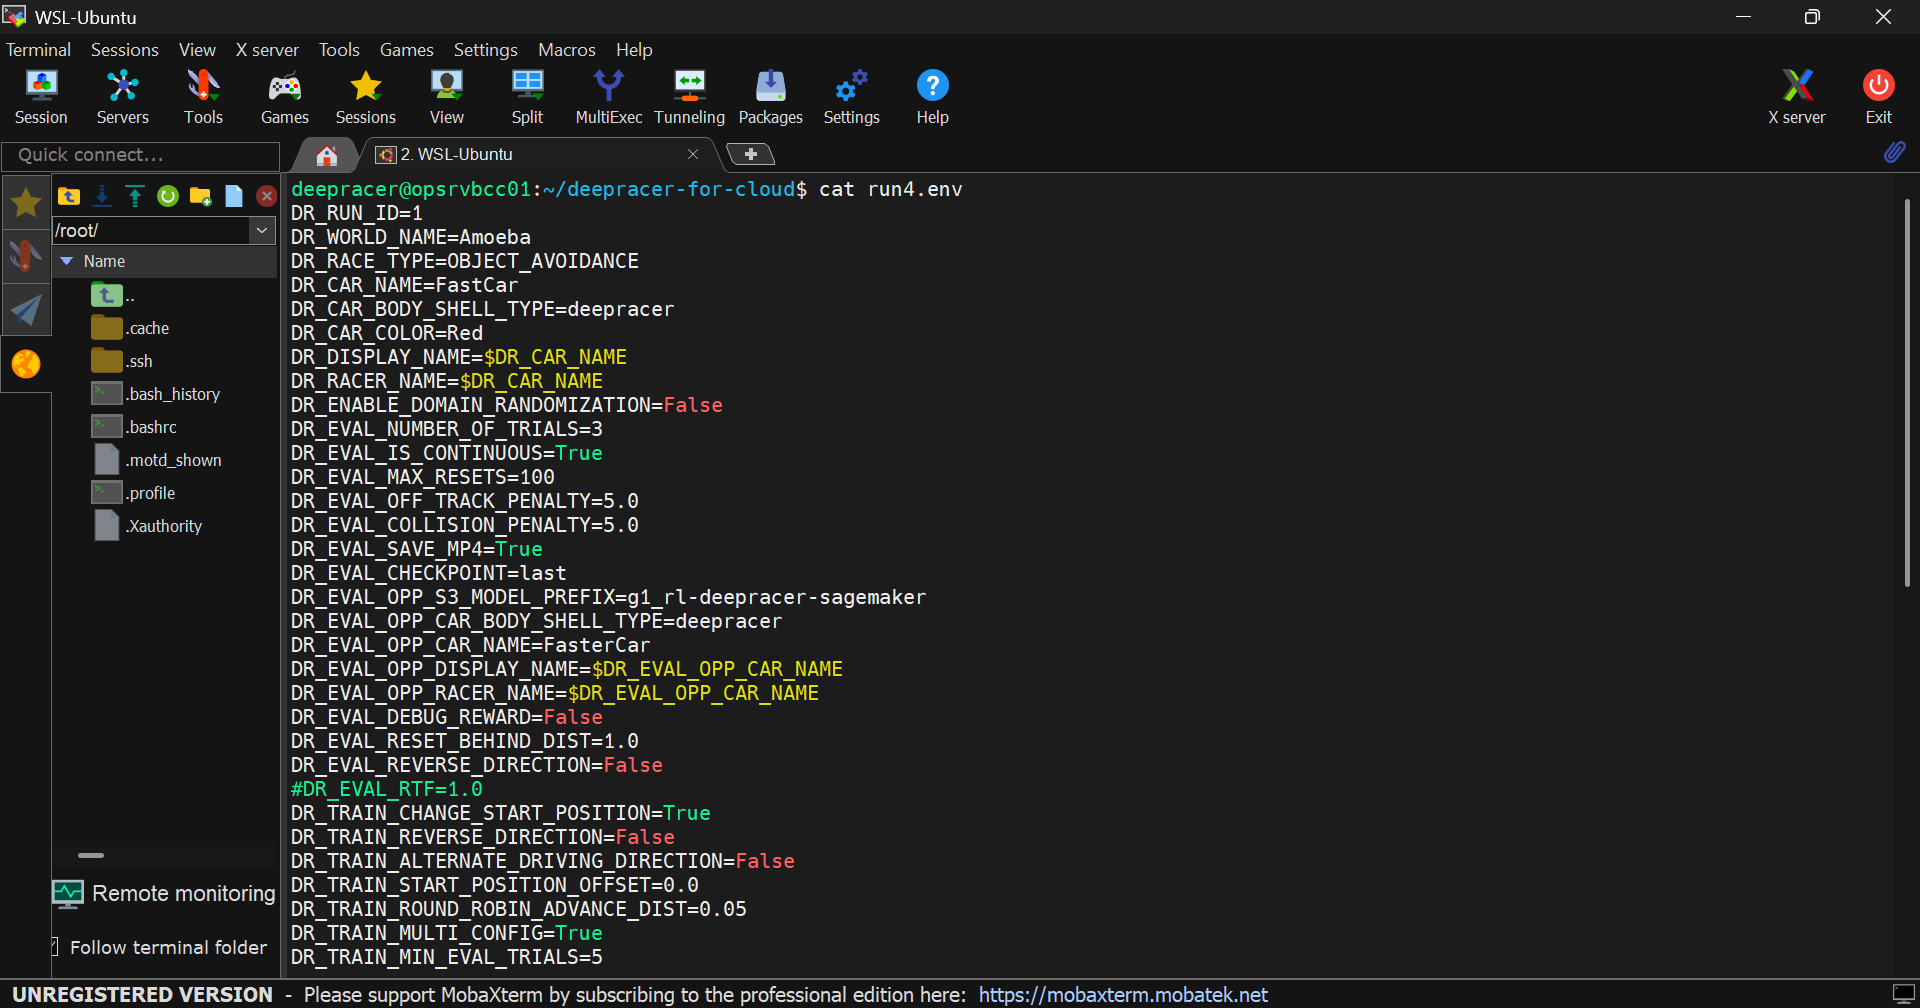 WSL-Ubuntu
Terminal Sessions View X server Tools Games Settings Macros Help
Session Servers Tools Games Sessions View Split MultiExec Tunneling Packages Settings Help X server Exit
Quick connect...
2. WSL-Ubuntu
/root/
Name
..
.cache
.ssh
.bash_history
.bashrc
.motd_shown
.profile
.Xauthority
Remote monitoring
Follow terminal folder
deepracer@opsrvbcc01:~/deepracer-for-cloud$ cat run4.env
DR_RUN_ID=1
DR_WORLD_NAME=Amoeba
DR_RACE_TYPE=OBJECT_AVOIDANCE
DR_CAR_NAME=FastCar
DR_CAR_BODY_SHELL_TYPE=deepracer
DR_CAR_COLOR=Red
DR_DISPLAY_NAME=$DR_CAR_NAME
DR_RACER_NAME=$DR_CAR_NAME
DR_ENABLE_DOMAIN_RANDOMIZATION=False
DR_EVAL_NUMBER_OF_TRIALS=3
DR_EVAL_IS_CONTINUOUS=True
DR_EVAL_MAX_RESETS=100
DR_EVAL_OFF_TRACK_PENALTY=5.0
DR_EVAL_COLLISION_PENALTY=5.0
DR_EVAL_SAVE_MP4=True
DR_EVAL_CHECKPOINT=last
DR_EVAL_OPP_S3_MODEL_PREFIX=g1_rl-deepracer-sagemaker
DR_EVAL_OPP_CAR_BODY_SHELL_TYPE=deepracer
DR_EVAL_OPP_CAR_NAME=FasterCar
DR_EVAL_OPP_DISPLAY_NAME=$DR_EVAL_OPP_CAR_NAME
DR_EVAL_OPP_RACER_NAME=$DR_EVAL_OPP_CAR_NAME
DR_EVAL_DEBUG_REWARD=False
DR_EVAL_RESET_BEHIND_DIST=1.0
DR_EVAL_REVERSE_DIRECTION=False
#DR_EVAL_RTF=1.0
DR_TRAIN_CHANGE_START_POSITION=True
DR_TRAIN_REVERSE_DIRECTION=False
DR_TRAIN_ALTERNATE_DRIVING_DIRECTION=False
DR_TRAIN_START_POSITION_OFFSET=0.0
DR_TRAIN_ROUND_ROBIN_ADVANCE_DIST=0.05
DR_TRAIN_MULTI_CONFIG=True
DR_TRAIN_MIN_EVAL_TRIALS=5
UNREGISTERED VERSION - Please support MobaXterm by subscribing to the professional edition here: https://mobaxterm.mobatek.net